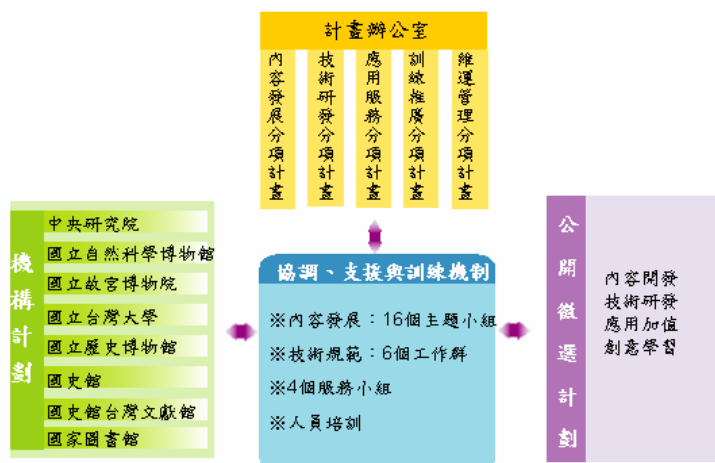 計畫辦公室
內容發展分項計畫
技術研發分項計畫
應用服務分項計畫
訓練推廣分項計畫
維運管理分項計畫
機構計劃
中央研究院
國立自然科學博物館
國立故宮博物院
國立台灣大學
國立歷史博物館
國史館
國史館台灣文獻館
國家圖書館
協調、支援與訓練機制
※內容發展：16個主題小組
※技術規範：6個工作群
※4個服務小組
※人員培訓
公開徵選計劃
內容開發
技術研發
應用加值
創意學習